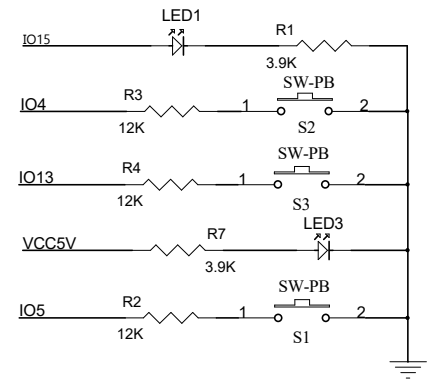 LED1
IO15
R1
3.9K
SW-PB
IO4
R3
1
2
12K
S2
SW-PB
IO13
R4
1
2
12K
S3
LED3
VCC5V
R7
3.9K
SW-PB
IO5
R2
1
2
12K
S1